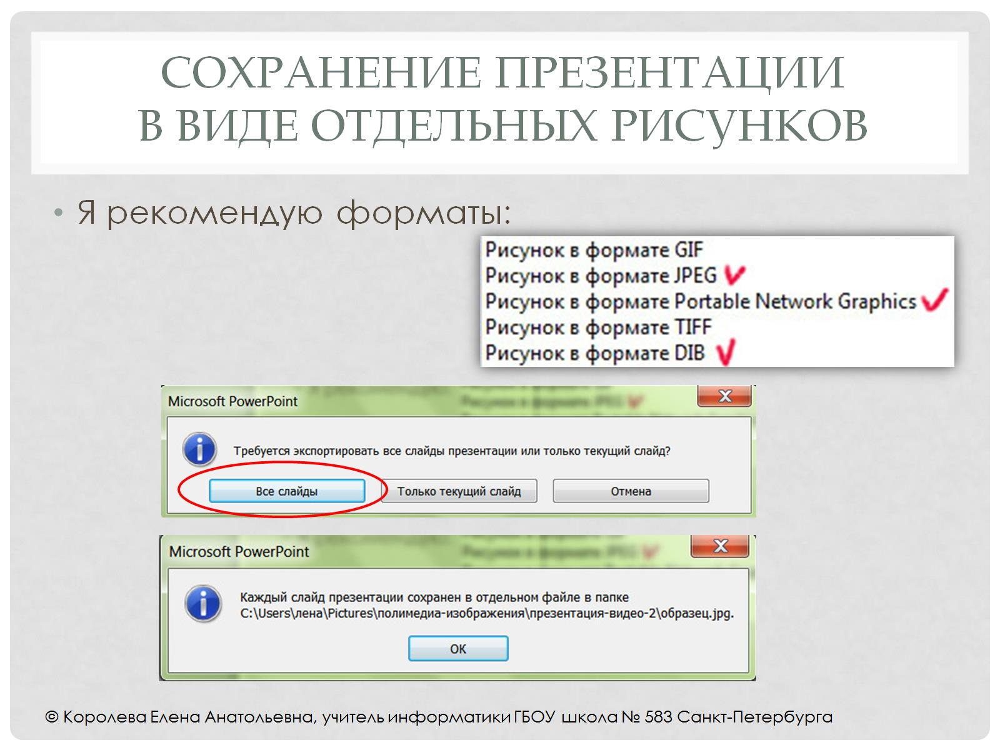 СОХРАНЕНИЕ ПРЕЗЕНТАЦИИ
В ВИДЕ ОТДЕЛЬНЫХ РИСУНКОВ
• Я рекомендую форматы:
Рисунок в формате GIF
Рисунок в формате JPEG
Рисунок в формате Portable Network Graphics
Рисунок в формате TIFF
Рисунок в формате DIB
Microsoft PowerPoint
Требуется экспортировать все слайды презентации или только текущий слайд?
Все слайды Только текущий слайд Отмена
Microsoft PowerPoint
Каждый слайд презентации сохранен в отдельном файле в папке
C:\Users\лена\Pictures\полимедиа-изображения\презентация-видео-2\образец.jpg.
ОК
© Королева Елена Анатольевна, учитель информатики ГБОУ школа № 583 Санкт-Петербурга